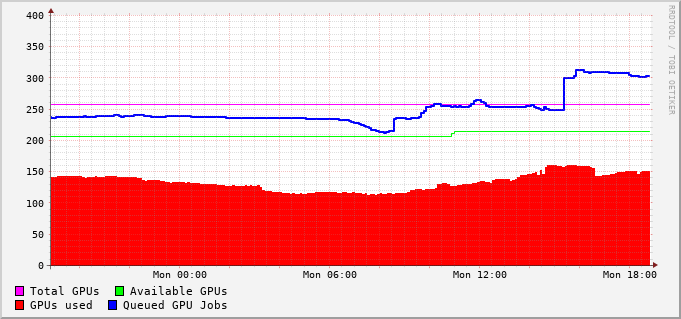 400
350
300
250
200
150
100
50
0
Mon 00:00 Mon 06:00 Mon 12:00 Mon 18:00
Total GPUs Available GPUs
GPUs used Queued GPU Jobs
RRDTOOL / TOBI OETIKER